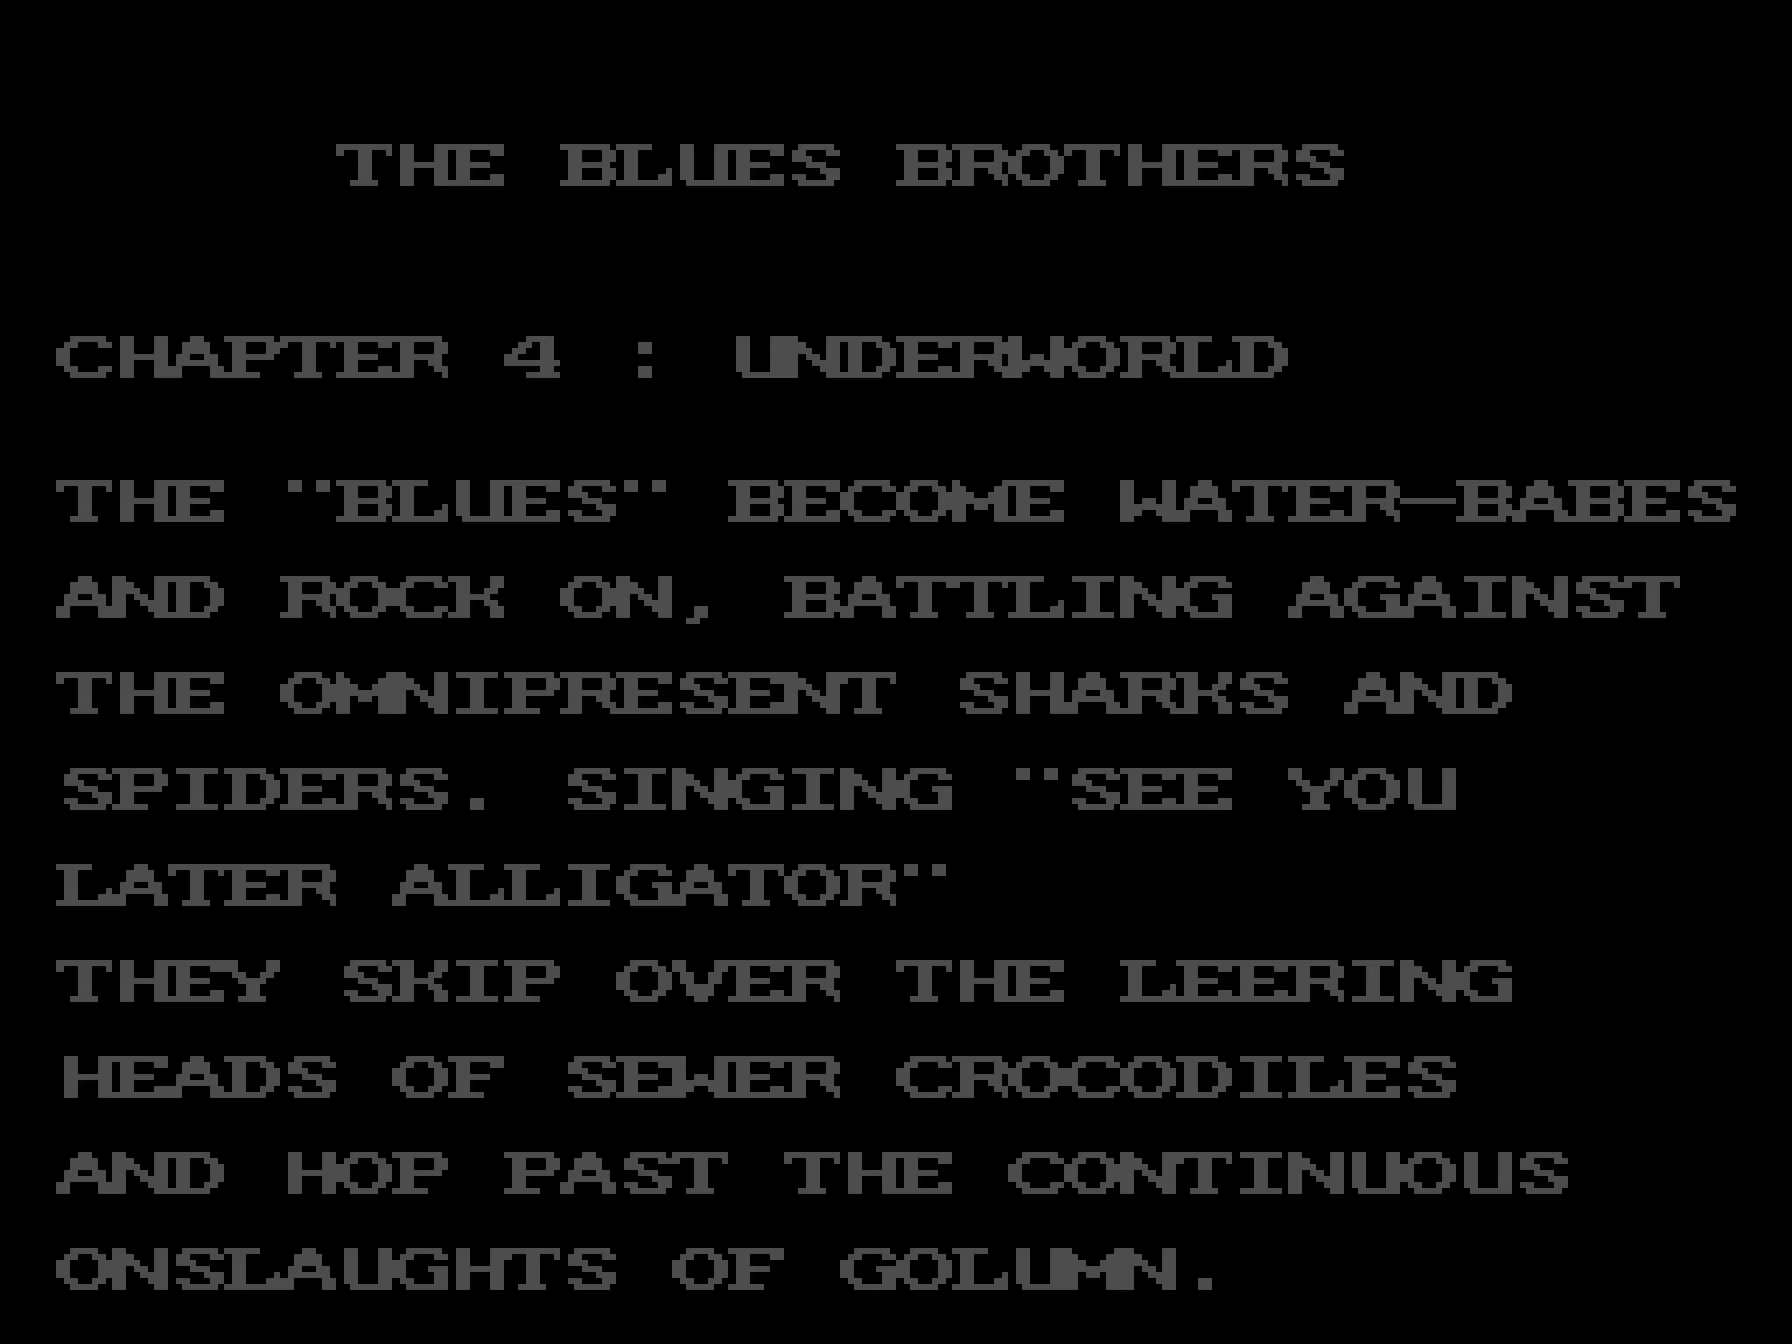 THE BLUES BROTHERS
CHAPTER 4 : UNDERWORLD
THE "BLUES" BECOME WATER-BABES
AND ROCK ON, BATTLING AGAINST
THE OMNIPRESENT SHARKS AND
SPIDERS. SINGING "SEE YOU
LATER ALLIGATOR"
THEY SKIP OVER THE LEERING
HEADS OF SEWER CROCODILES
AND HOP PAST THE CONTINUOUS
ONSLAUGHTS OF GOLUMN.